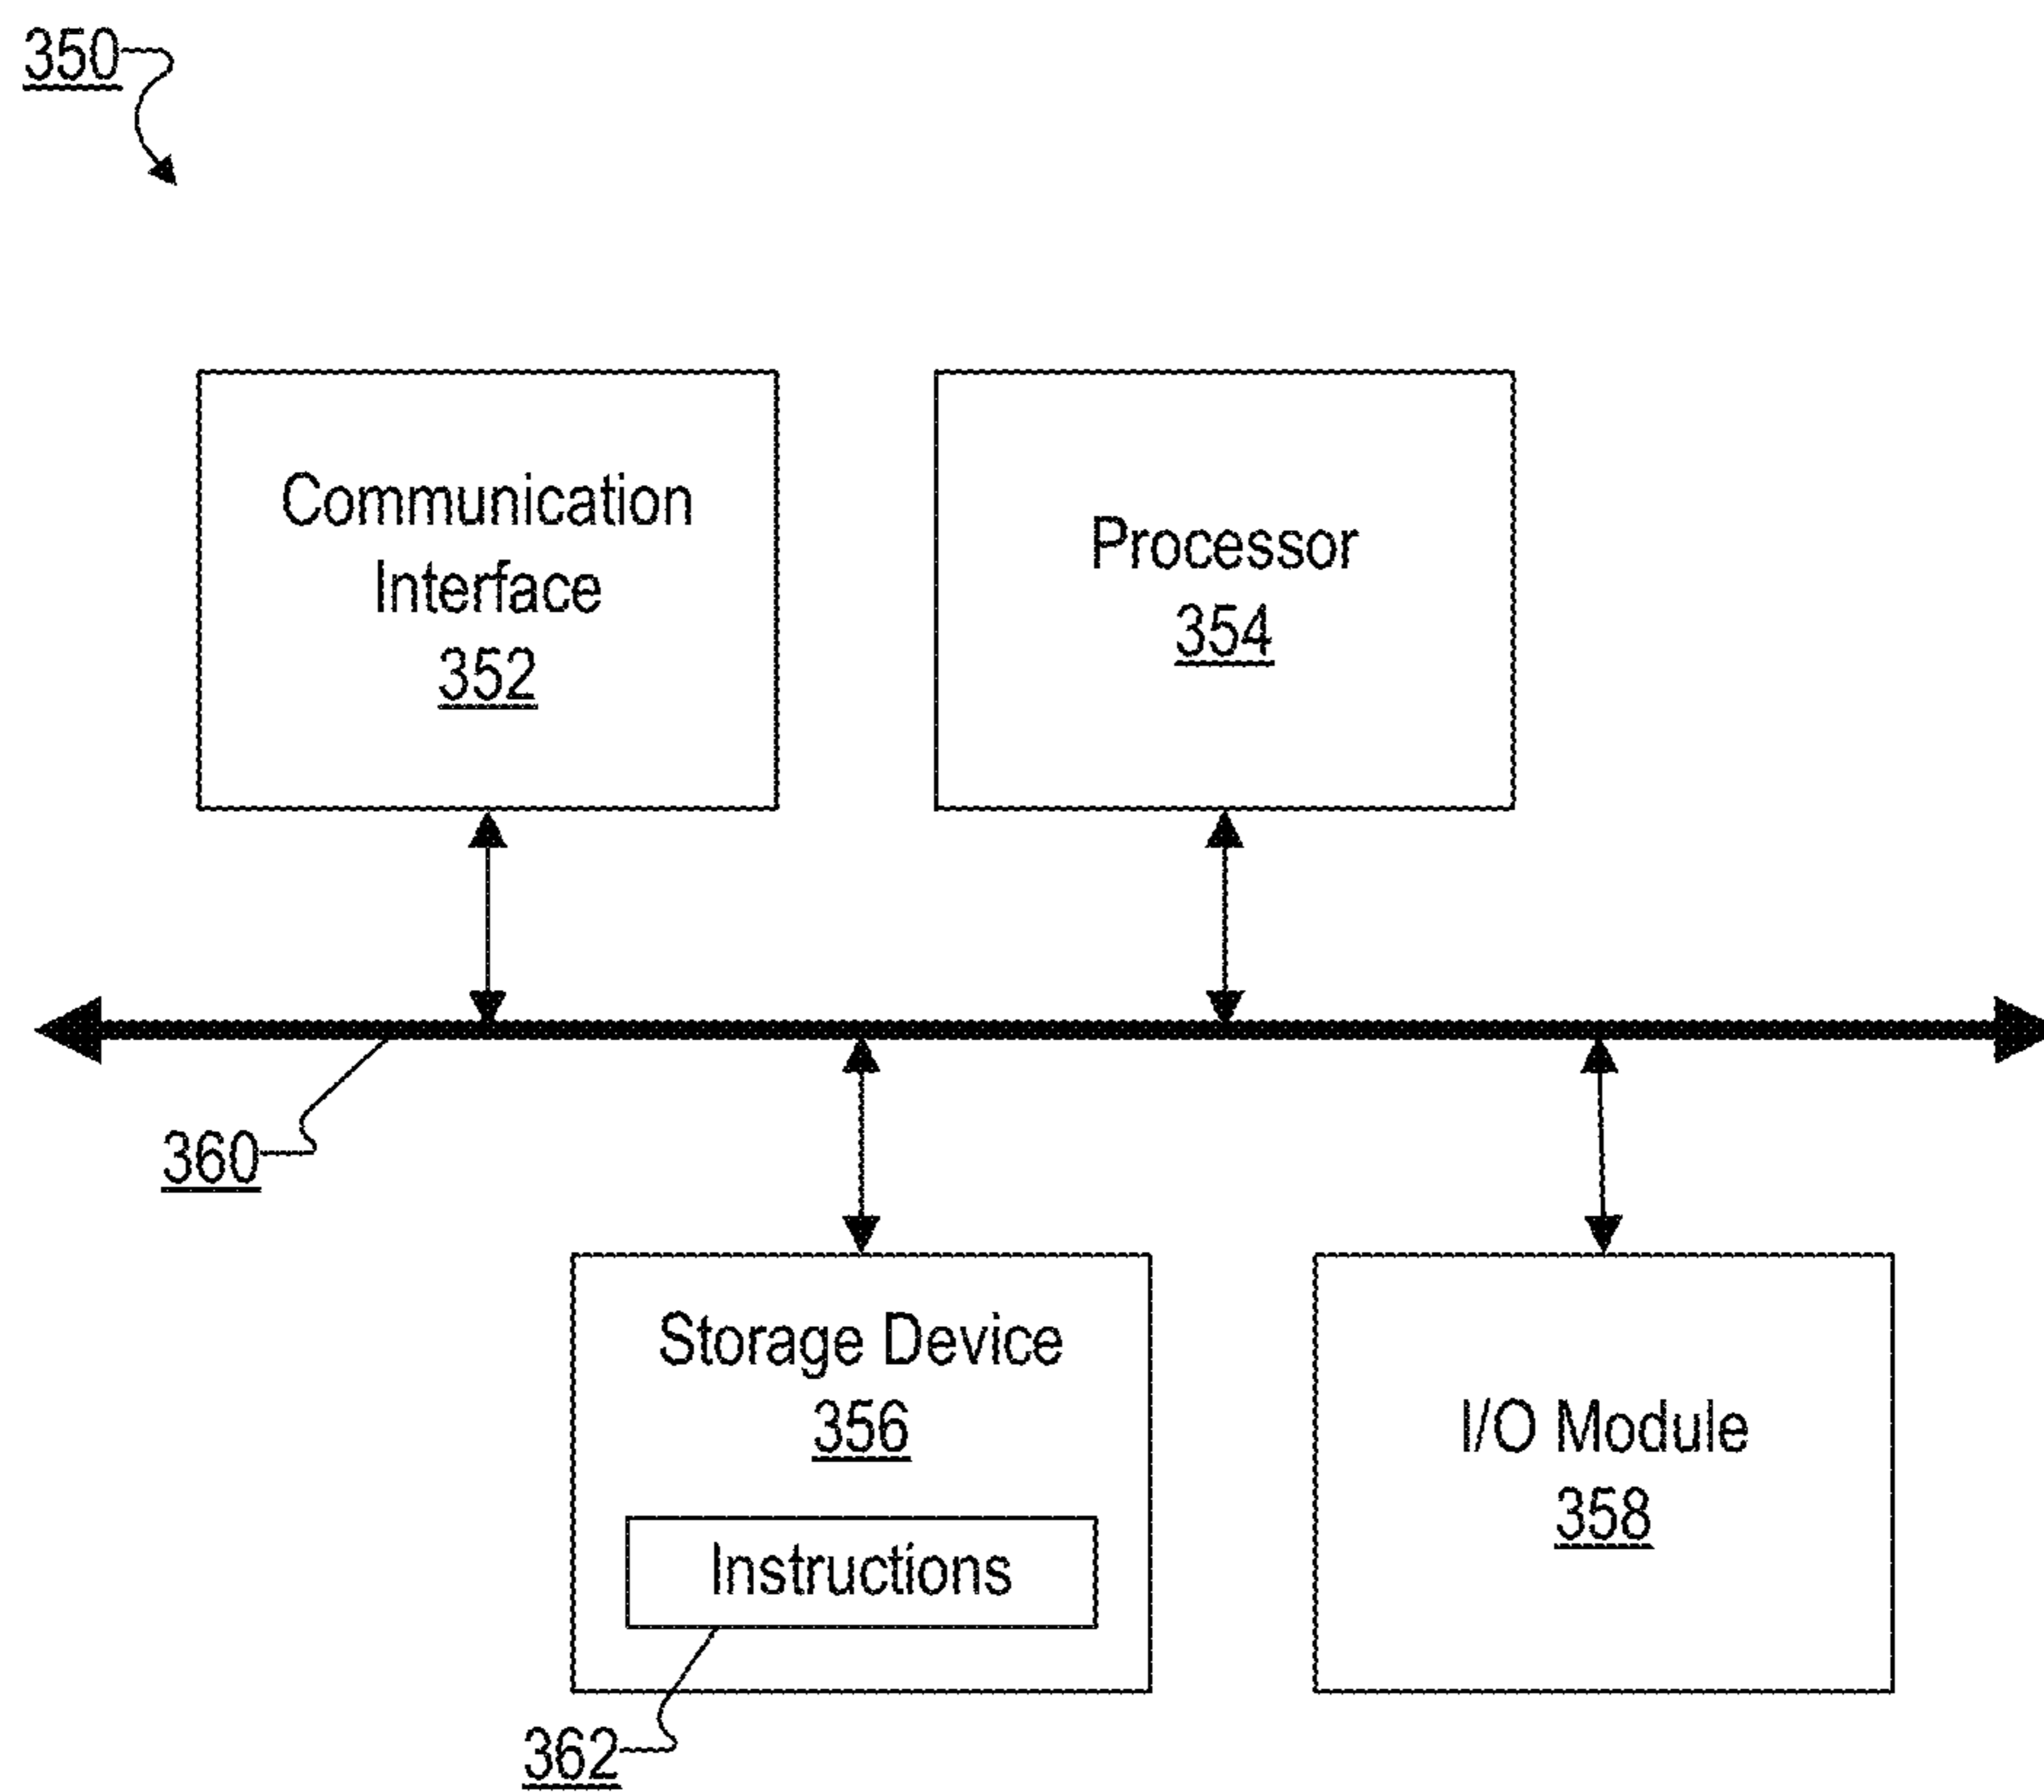 350
Communication
Interface
352
Processor
354
360
Storage Device
356
Instructions
362
I/O Module
358